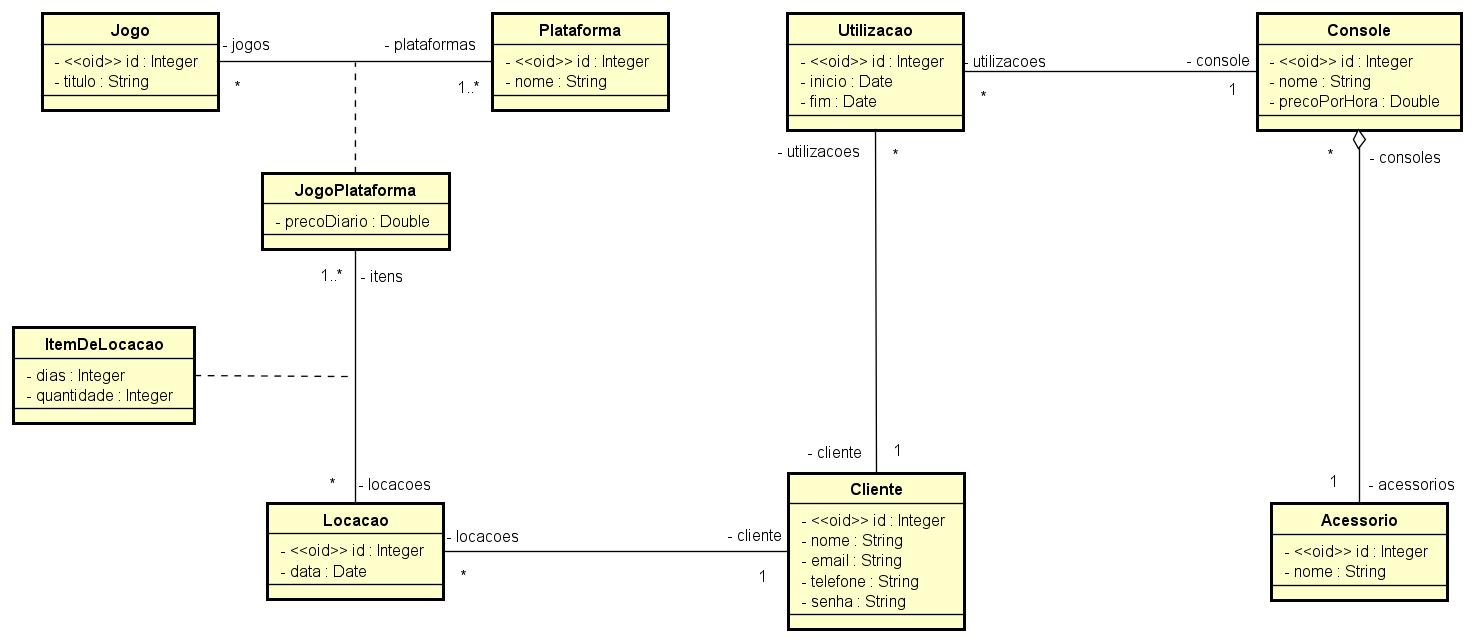 Jogo
- <<oid>> id : Integer
- titulo : String
- jogos
*
- plataformas
1..*
Plataforma
- <<oid>> id : Integer
- nome : String
JogoPlataforma
- precoDiario : Double
1..*
- itens
ItemDeLocacao
- dias : Integer
- quantidade : Integer
*
- locacoes
Locacao
- <<oid>> id : Integer
- data : Date
- locacoes
*
- cliente
1
Utilizacao
- <<oid>> id : Integer
- inicio : Date
- fim : Date
- utilizacoes
*
- console
1
- utilizacoes
*
- cliente
1
Cliente
- <<oid>> id : Integer
- nome : String
- email : String
- telefone : String
- senha : String
Console
- <<oid>> id : Integer
- nome : String
- precoPorHora : Double
*
- consoles
1
- acessorios
Acessorio
- <<oid>> id : Integer
- nome : String